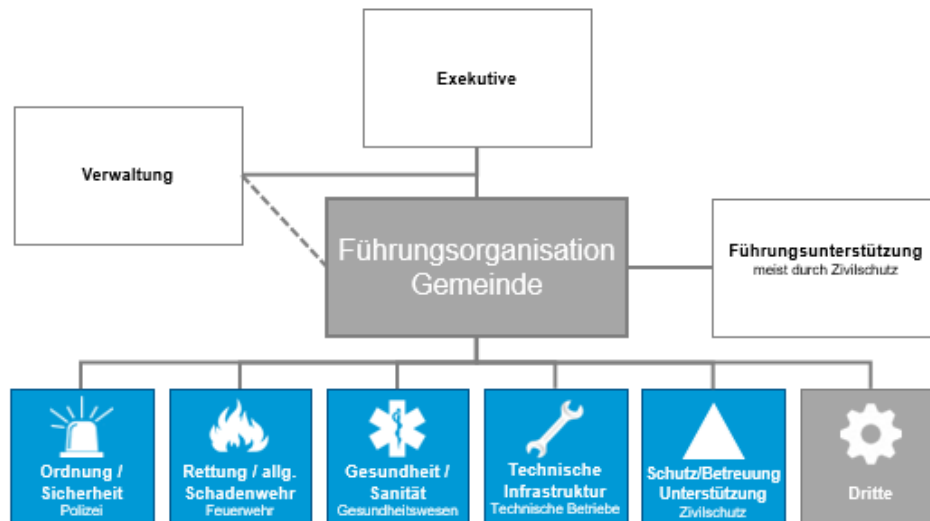 Exekutive
Verwaltung
Führungsorganisation
Gemeinde
Führungsunterstützung
meist durch Zivilschutz
Ordnung /
Sicherheit
Polizei
Rettung / allg.
Schadenwehr
Feuerwehr
Gesundheit /
Sanität
Gesundheitswesen
Technische
Infrastruktur
Technische Betriebe
Schutz/Betreuung
Unterstützung
Zivilschutz
Dritte